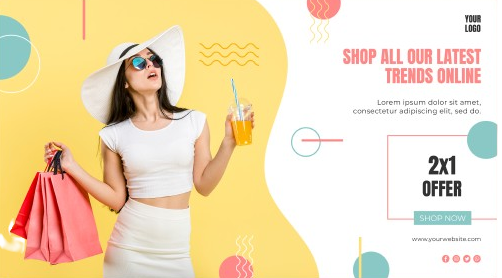 YOUR
LOGO
SHOP ALL OUR LATEST
TRENDS ONLINE
Lorem ipsum dolor sit amet,
consectetur adipiscing elit, sed do.
2x1
OFFER
SHOP NOW
www.yourwebsite.com